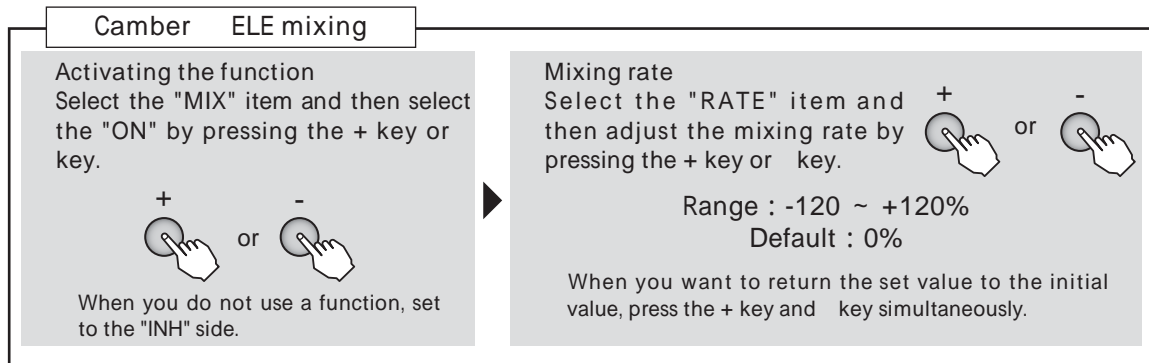 Camber ELE mixing
Activating the function
Select the "MIX" item and then select
the "ON" by pressing the + key or
key.
+ -
or
When you do not use a function, set
to the "INH" side.
Mixing rate
Select the "RATE" item and
then adjust the mixing rate by
pressing the + key or key.
+ -
or
Range : -120 ~ +120%
Default : 0%
When you want to return the set value to the initial
value, press the + key and key simultaneously.